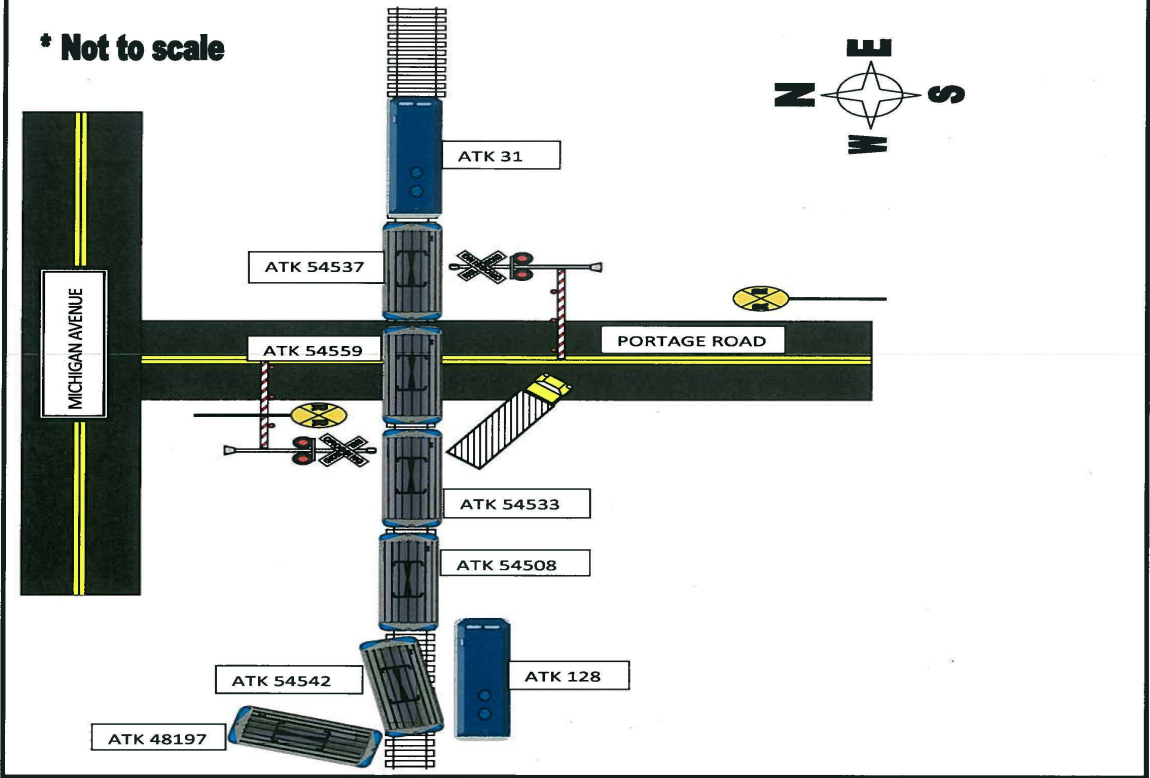 * Not to scale
E
N
S
W
ATK 31
ATK 54537
MICHIGAN AVENUE
ATK 54559
PORTAGE ROAD
ATK 54533
ATK 54508
ATK 54542
ATK 128
ATK 48197